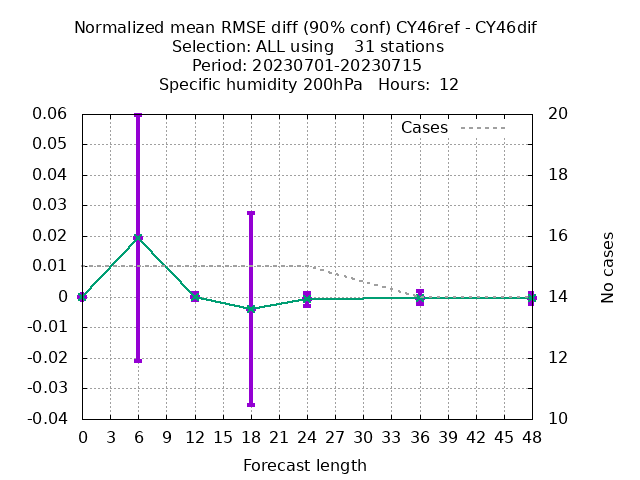 Normalized mean RMSE diff (90% conf) CY46ref - CY46dif
Selection: ALL using    31 stations
Period: 20230701-20230715
Specific humidity 200hPa   Hours:  12
Cases
0.06
0.05
0.04
0.03
0.02
0.01
0
-0.01
-0.02
-0.03
-0.04
20
18
16
14
12
10
No cases
0 3 6 9 12 15 18 21 24 27 30 33 36 39 42 45 48
Forecast length